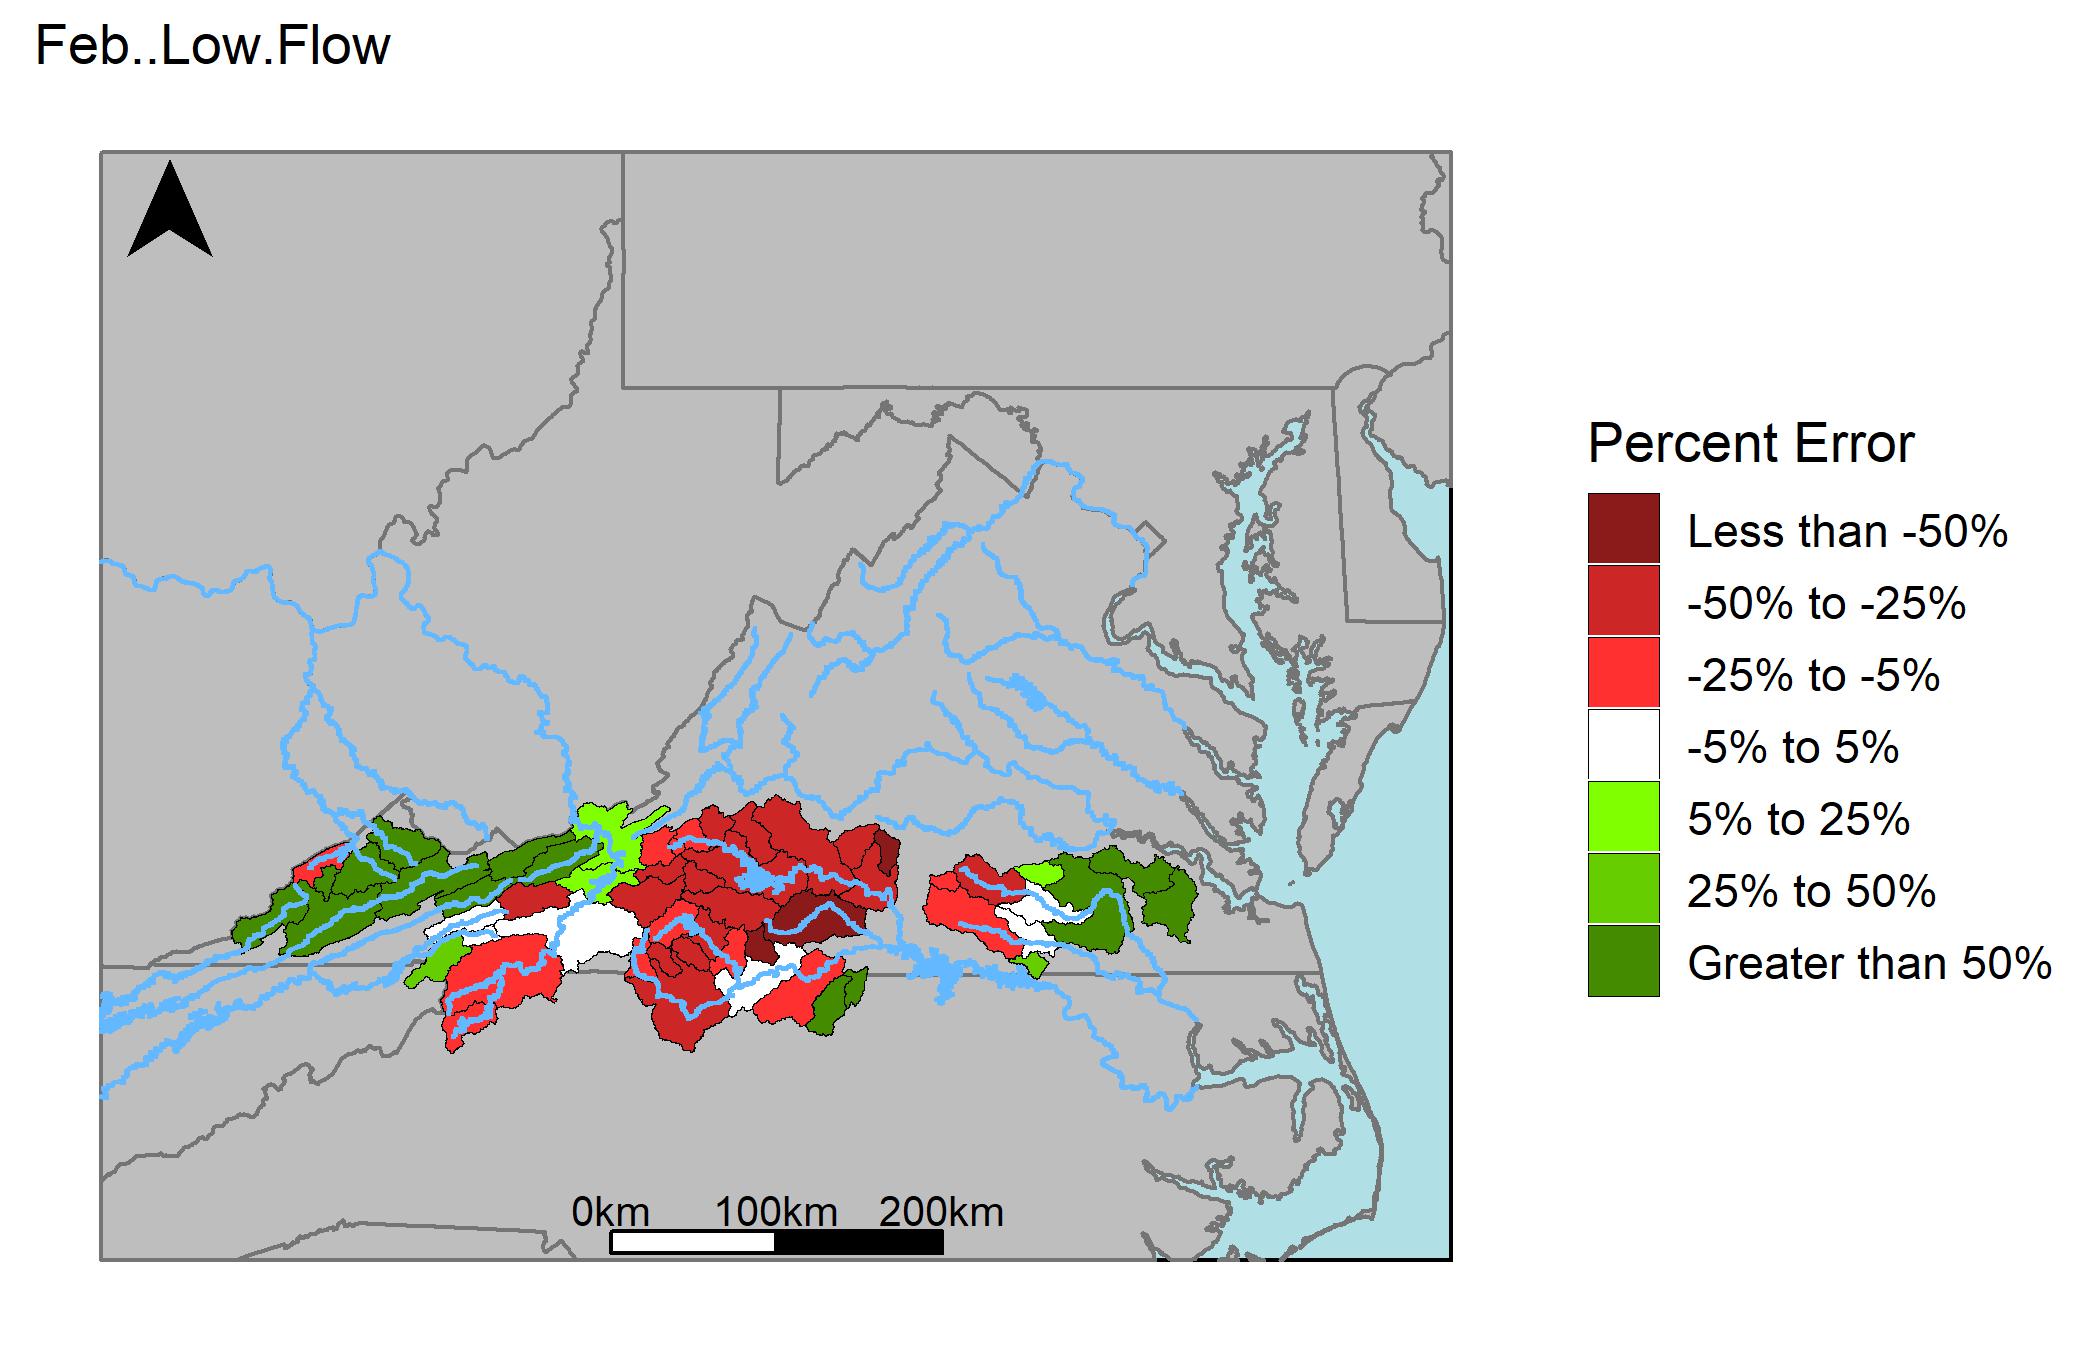 Feb..Low.Flow
Percent Error
Less than -50%
-50% to -25%
-25% to -5%
-5% to 5%
5% to 25%
25% to 50%
Greater than 50%
0km 100km 200km